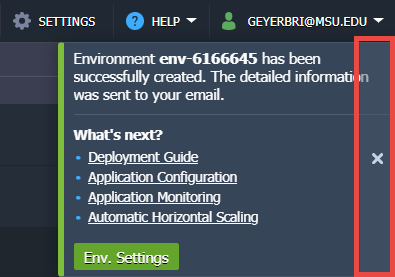 SETTINGS ? HELP GEYERBRI@MSU.EDU
Environment env-6166645 has been
successfully created. The detailed information
was sent to your email.
What's next?
• Deployment Guide
• Application Configuration
• Application Monitoring
• Automatic Horizontal Scaling
Env. Settings